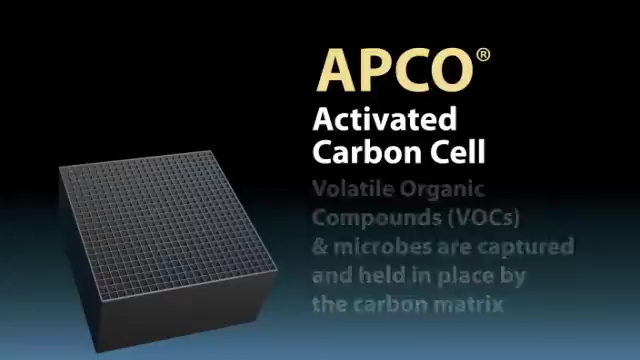 APCO®
Activated
Carbon Cell
Volatile Organic
Compounds (VOCs)
& microbes are captured
and held in place by
the carbon matrix